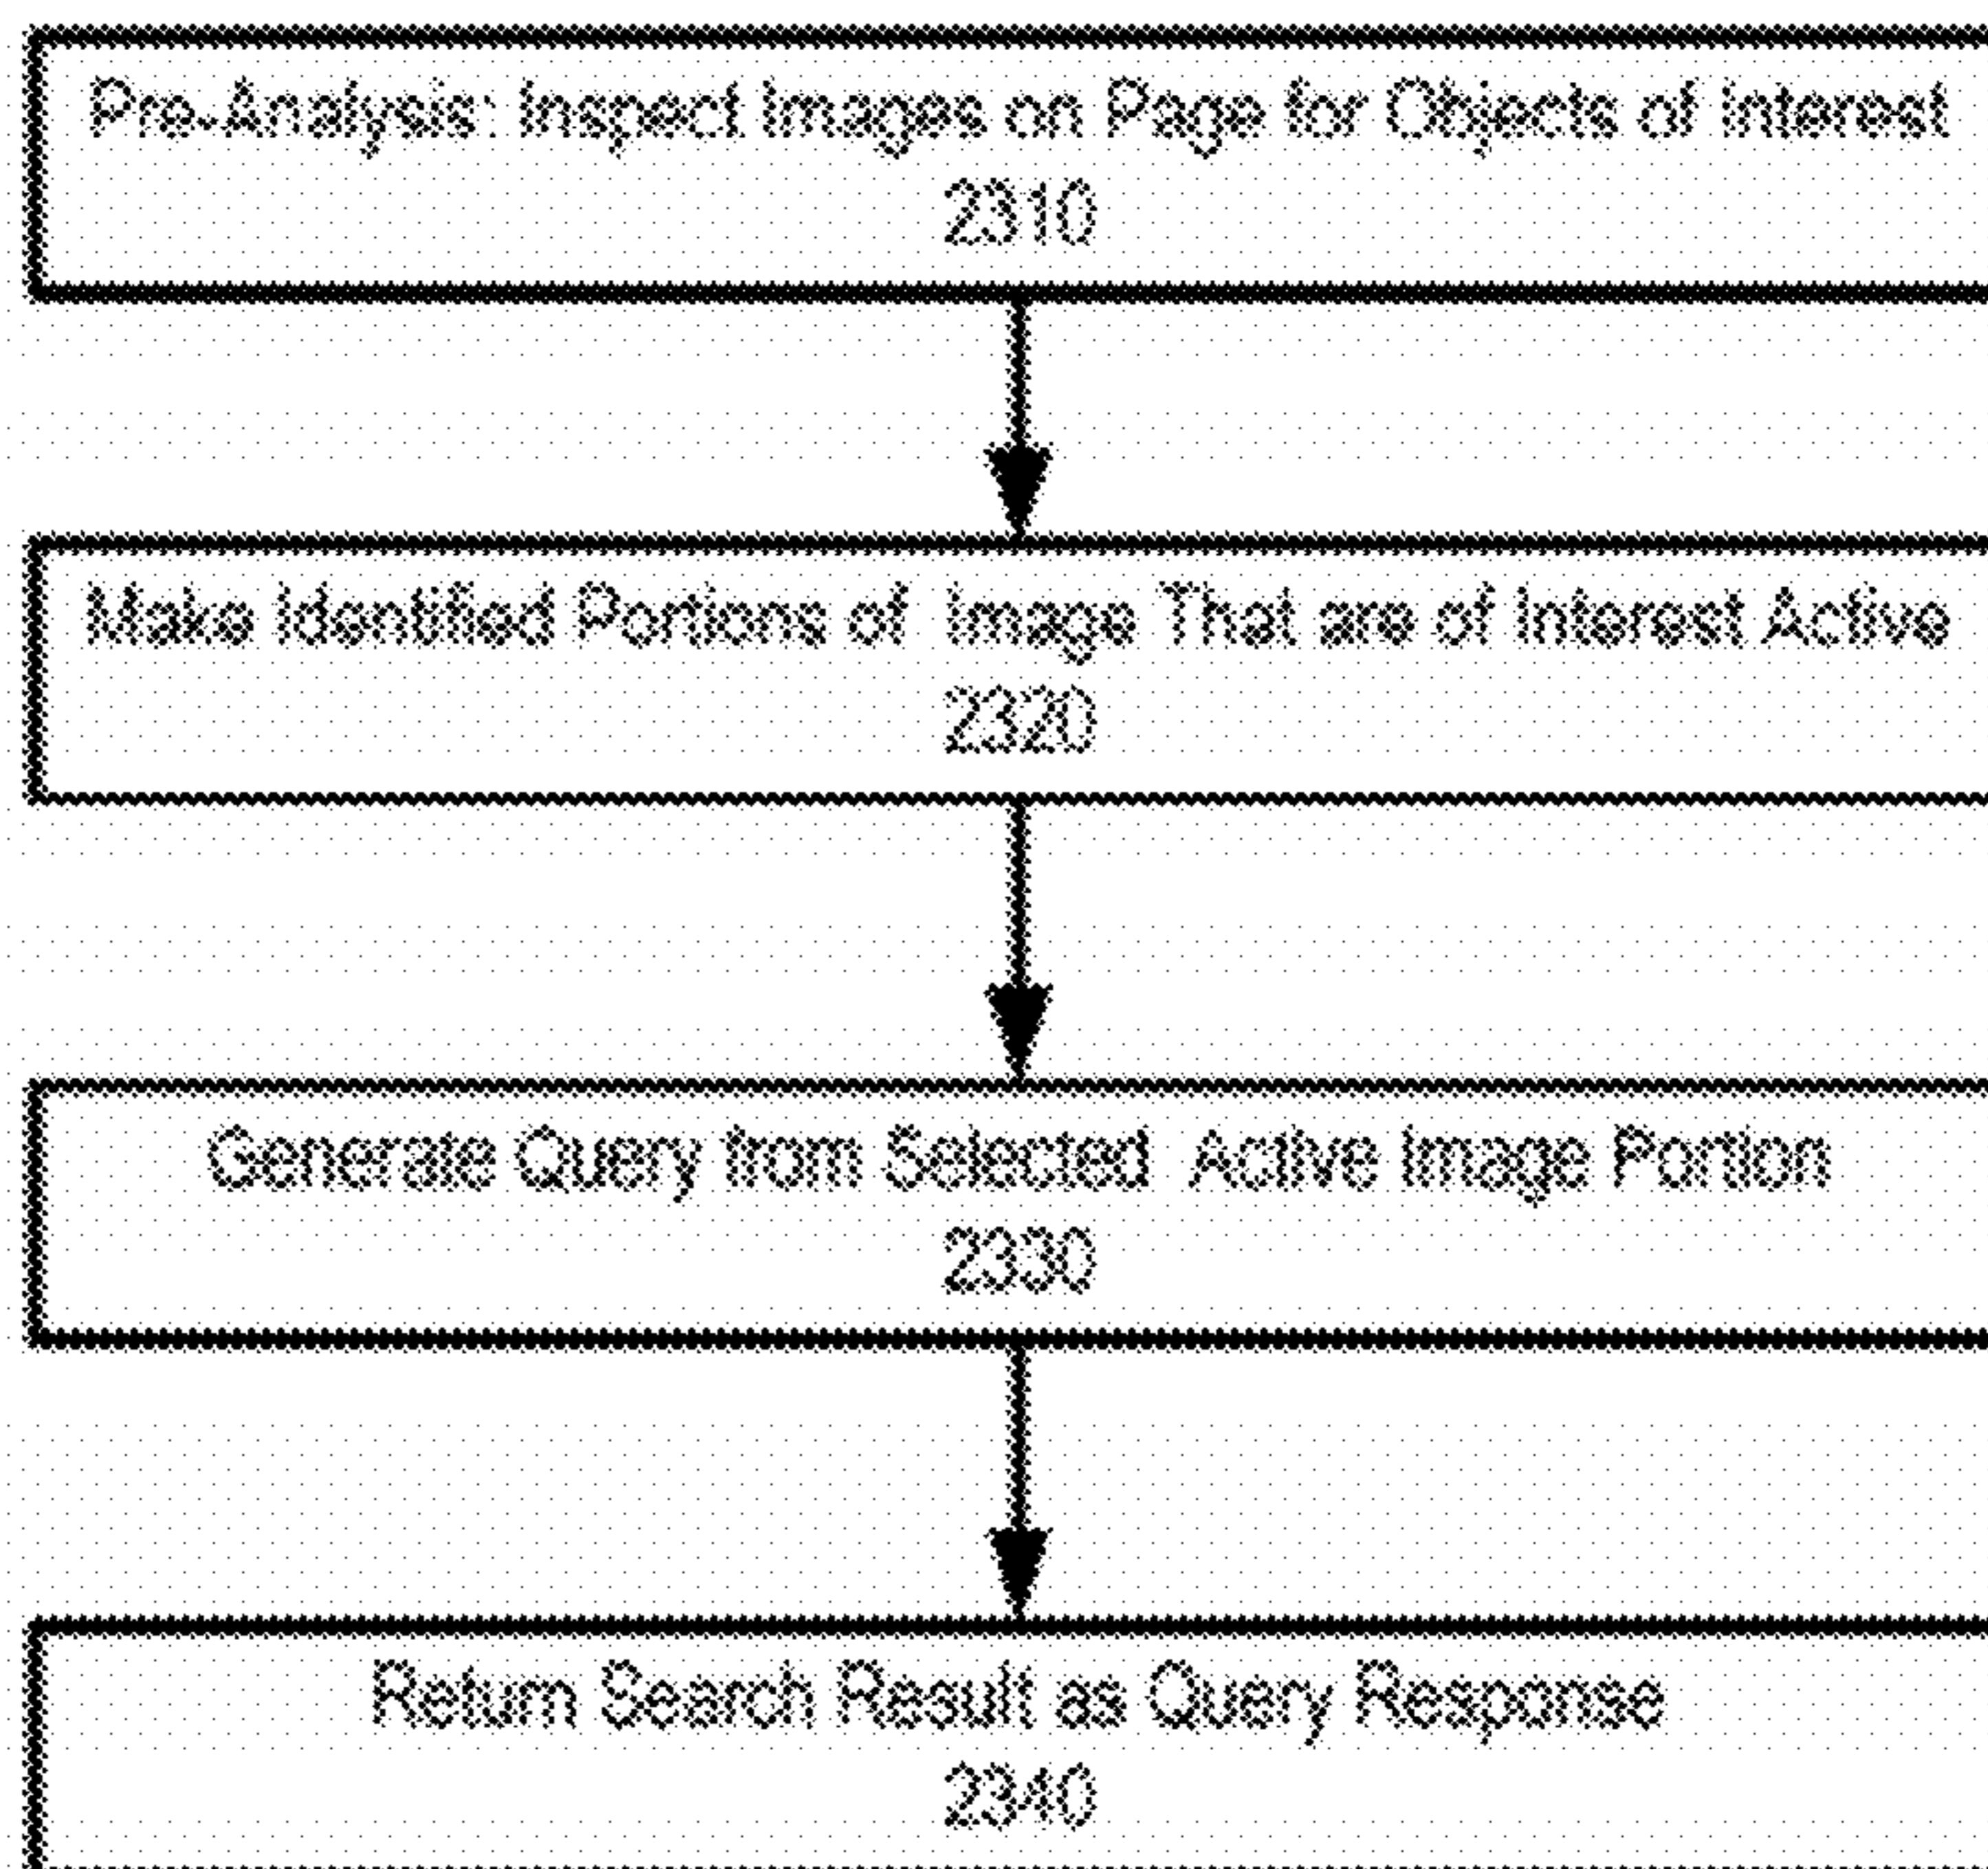 Pre-Analysis: Inspect Images on Page for Objects of Interest
2310
Make Identified Portions of Image That are of Interest Active
2320
Generate Query from Selected Active Image Portion
2330
Return Search Result as Query Response
2340